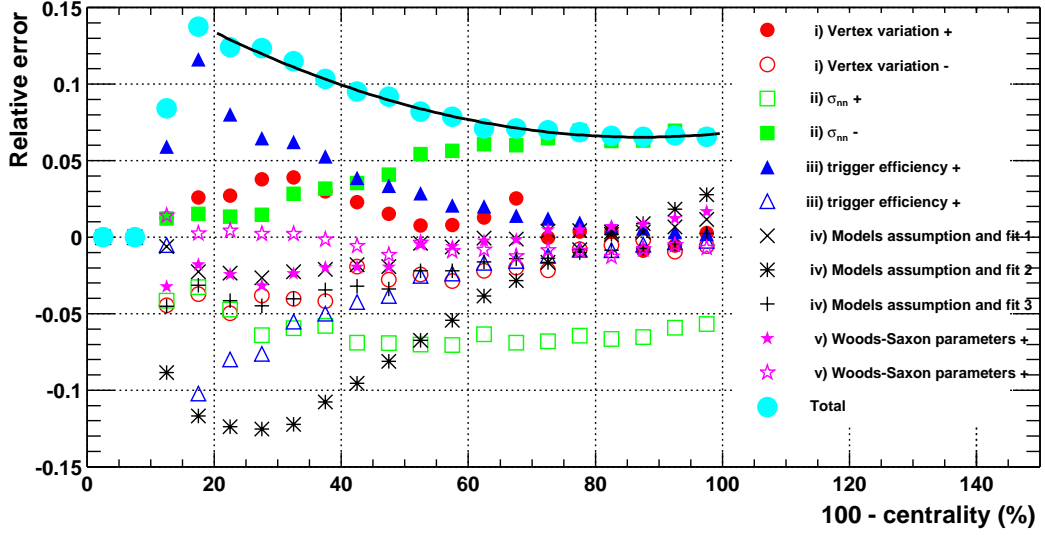 Relative error
0.15
0.1
0.05
0
-0.05
-0.1
-0.15
0
20
40
60
80
100
120
140
100 - centrality (%)
i) Vertex variation +
i) Vertex variation -
ii) σnn +
ii) σnn -
iii) trigger efficiency +
iii) trigger efficiency +
iv) Models assumption and fit 1
iv) Models assumption and fit 2
iv) Models assumption and fit 3
v) Woods-Saxon parameters +
v) Woods-Saxon parameters +
Total